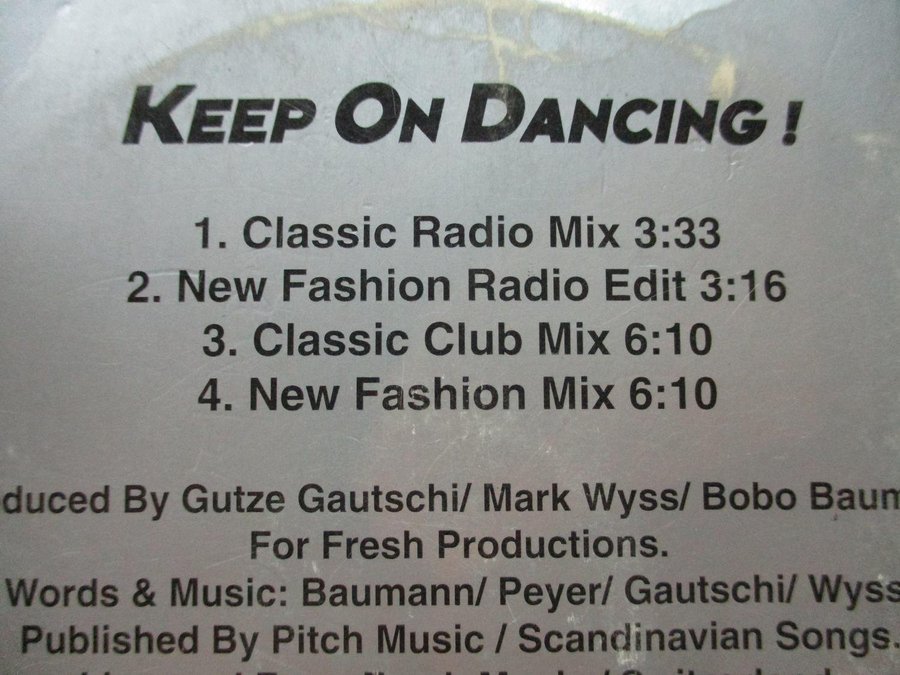 KEEP ON DANCING !
1. Classic Radio Mix 3:33
2. New Fashion Radio Edit 3:16
3. Classic Club Mix 6:10
4. New Fashion Mix 6:10
oduced By Gutze Gautschi/ Mark Wyss/ Bobo Baum
For Fresh Productions.
Words & Music: Baumann/ Peyer/ Gautschi/ Wyss
Published By Pitch Music / Scandinavian Songs.